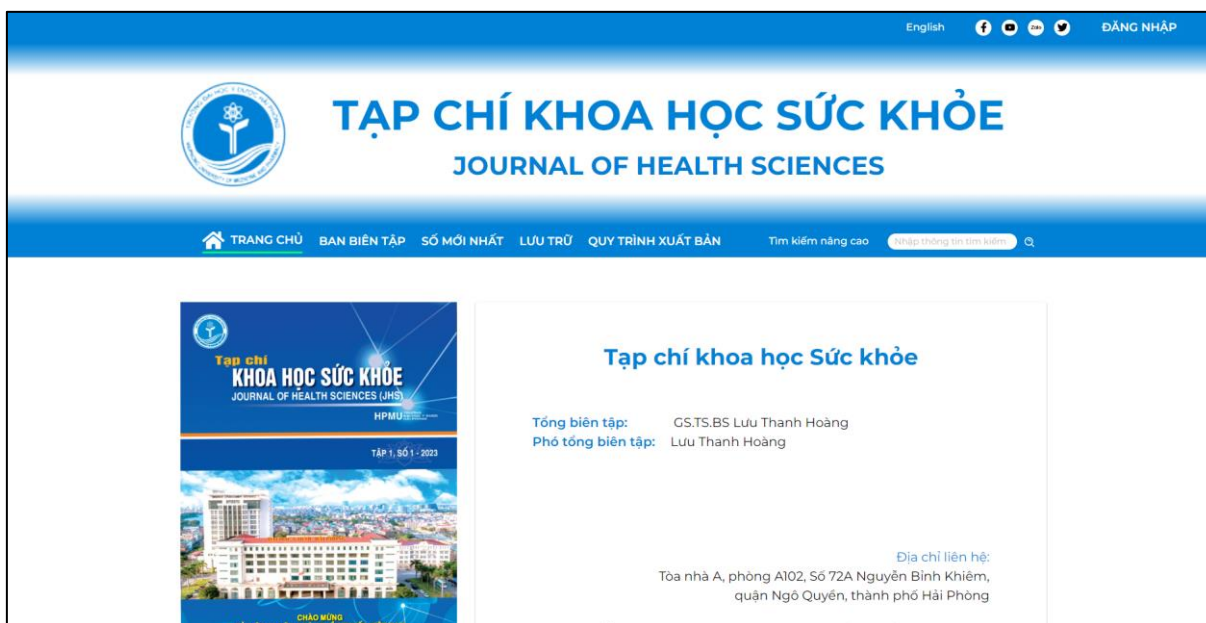 English
ĐĂNG NHẬP
TẠP CHÍ KHOA HỌC SỨC KHỎE
JOURNAL OF HEALTH SCIENCES
TRANG CHỦ BAN BIÊN TẬP SỐ MỚI NHẤT LƯU TRỮ QUY TRÌNH XUẤT BẢN Tìm kiếm nâng cao Nhập thông tin tìm kiếm
Tạp chí
KHOA HỌC SỨC KHỎE
JOURNAL OF HEALTH SCIENCES (JHS)
HPMU
TẬP 1, SỐ 1 - 2023
CHÀO MỪNG
Tạp chí khoa học Sức khỏe
Tổng biên tập: GS.TS.BS Lưu Thanh Hoàng
Phó tổng biên tập: Lưu Thanh Hoàng
Địa chỉ liên hệ:
Tòa nhà A, phòng A102, Số 72A Nguyễn Bỉnh Khiêm,
quận Ngô Quyền, thành phố Hải Phòng